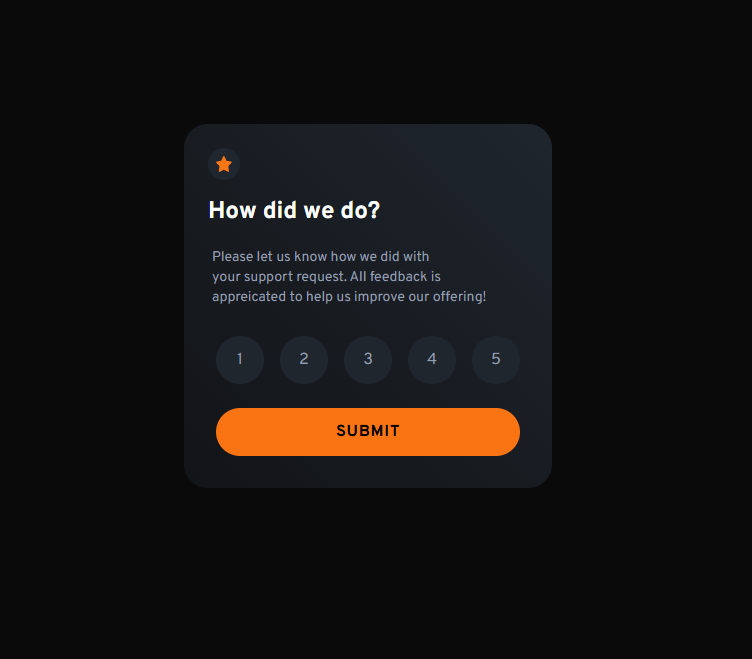 How did we do?
Please let us know how we did with
your support request. All feedback is
appreicated to help us improve our offering!
1 2 3 4 5
SUBMIT